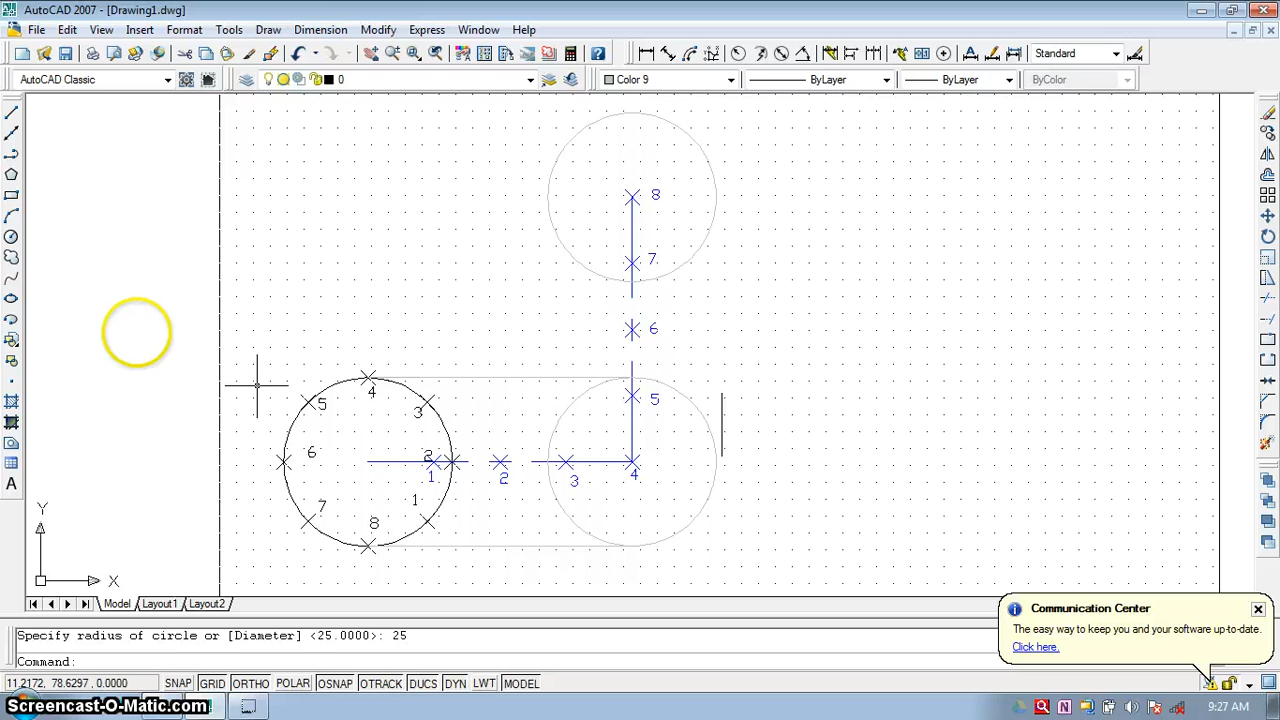 AutoCAD 2007 - [Drawing1.dwg]
File Edit View Insert Format Tools Draw Dimension Modify Express Window Help
Standard
AutoCAD Classic 0 Color 9 ByLayer ByLayer ByColor
8
7
6
5
4
5
3
6
2
1
2
3
4
7
1
8
Y
X
A
Model Layout1 Layout2
Communication Center
The easy way to keep you and your software up-to-date.
Click here.
Specify radius of circle or [Diameter] <25.0000>: 25
Command:
11.2172, 78.6297, 0.0000 SNAP GRID ORTHO POLAR OSNAP OTRACK DUCS DYN LWT MODEL
Screencast-O-Matic.com
9:27 AM